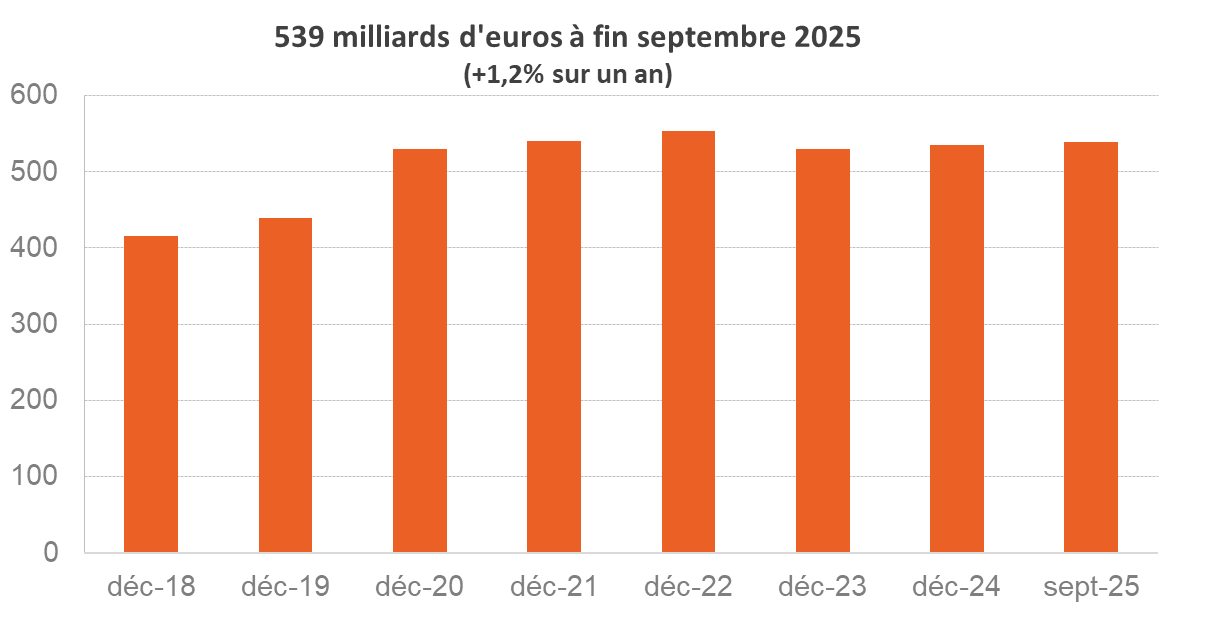 539 milliards d'euros à fin septembre 2025
(+1,2% sur un an)
600
500
400
300
200
100
0
déc-18 déc-19 déc-20 déc-21 déc-22 déc-23 déc-24 sept-25